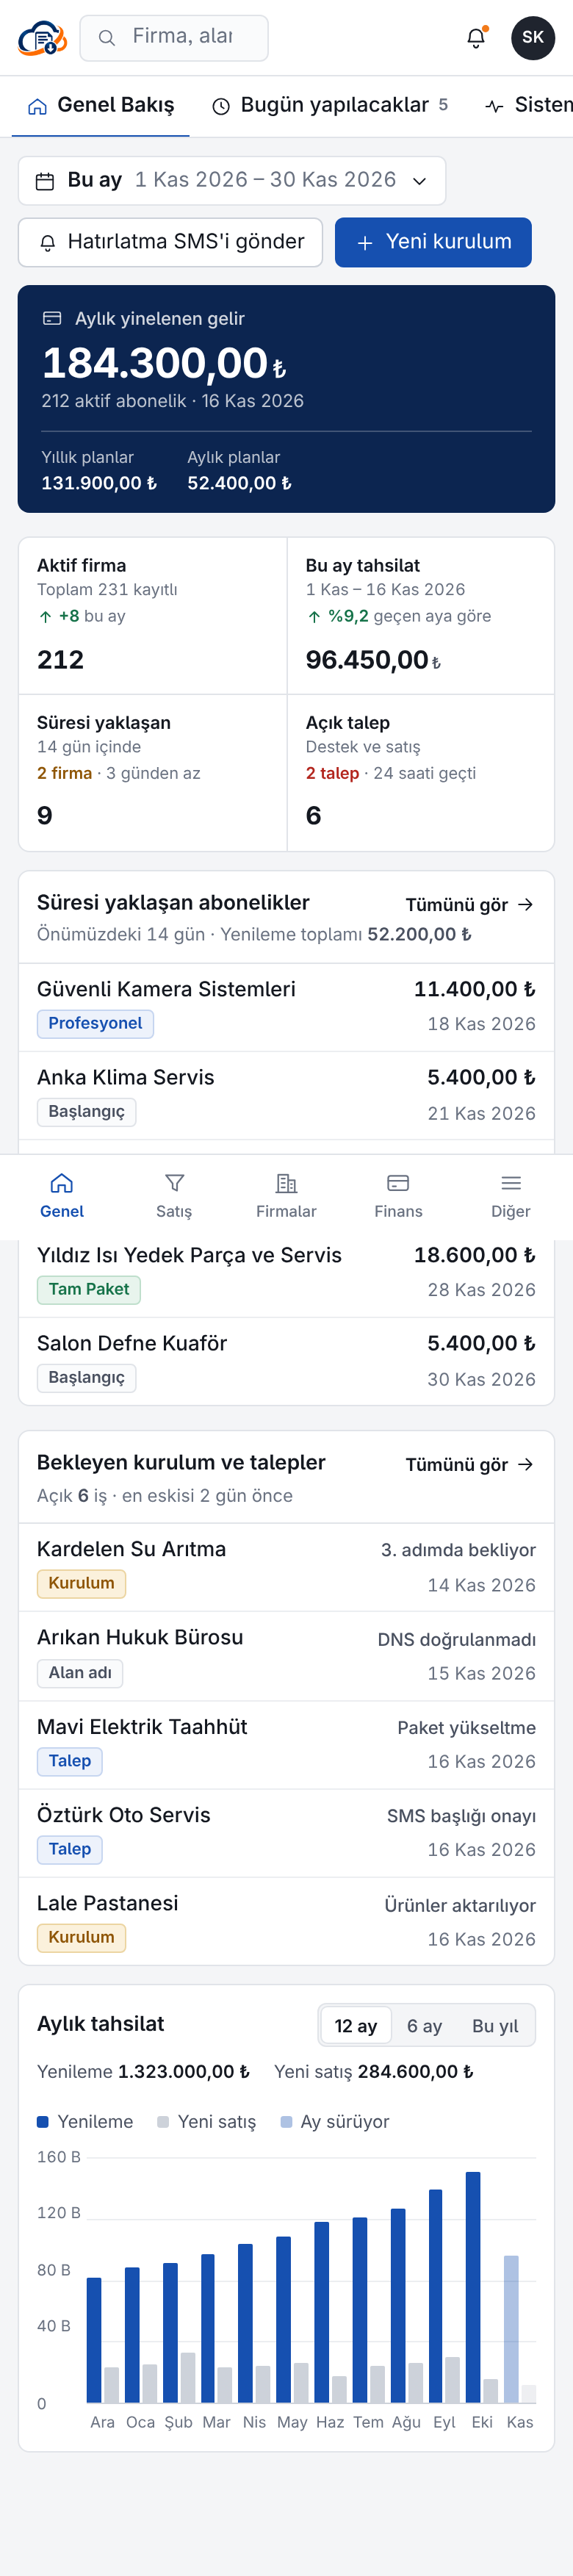 Firma, alan
SK
Genel Bakış
Bugün yapılacaklar 5
Sistem
Bu ay 1 Kas 2026 – 30 Kas 2026
Hatırlatma SMS'i gönder
Yeni kurulum
Aylık yinelenen gelir
184.300,00 ₺
212 aktif abonelik · 16 Kas 2026
Yıllık planlar Aylık planlar
131.900,00 ₺ 52.400,00 ₺
Aktif firma
Toplam 231 kayıtlı
↑ +8 bu ay
212
Bu ay tahsilat
1 Kas – 16 Kas 2026
↑ %9,2 geçen aya göre
96.450,00 ₺
Süresi yaklaşan
14 gün içinde
2 firma · 3 günden az
9
Açık talep
Destek ve satış
2 talep · 24 saati geçti
6
Süresi yaklaşan abonelikler
Tümünü gör →
Önümüzdeki 14 gün · Yenileme toplamı 52.200,00 ₺
Güvenli Kamera Sistemleri 11.400,00 ₺
Profesyonel 18 Kas 2026
Anka Klima Servis 5.400,00 ₺
Başlangıç 21 Kas 2026
Genel Satış Firmalar Finans Diğer
Yıldız Isı Yedek Parça ve Servis 18.600,00 ₺
Tam Paket 28 Kas 2026
Salon Defne Kuaför 5.400,00 ₺
Başlangıç 30 Kas 2026
Bekleyen kurulum ve talepler
Tümünü gör →
Açık 6 iş · en eskisi 2 gün önce
Kardelen Su Arıtma 3. adımda bekliyor
Kurulum 14 Kas 2026
Arıkan Hukuk Bürosu DNS doğrulanmadı
Alan adı 15 Kas 2026
Mavi Elektrik Taahhüt Paket yükseltme
Talep 16 Kas 2026
Öztürk Oto Servis SMS başlığı onayı
Talep 16 Kas 2026
Lale Pastanesi Ürünler aktarılıyor
Kurulum 16 Kas 2026
Aylık tahsilat
12 ay 6 ay Bu yıl
Yenileme 1.323.000,00 ₺ Yeni satış 284.600,00 ₺
Yenileme Yeni satış Ay sürüyor
160 B
120 B
80 B
40 B
0
Ara Oca Şub Mar Nis May Haz Tem Ağu Eyl Eki Kas